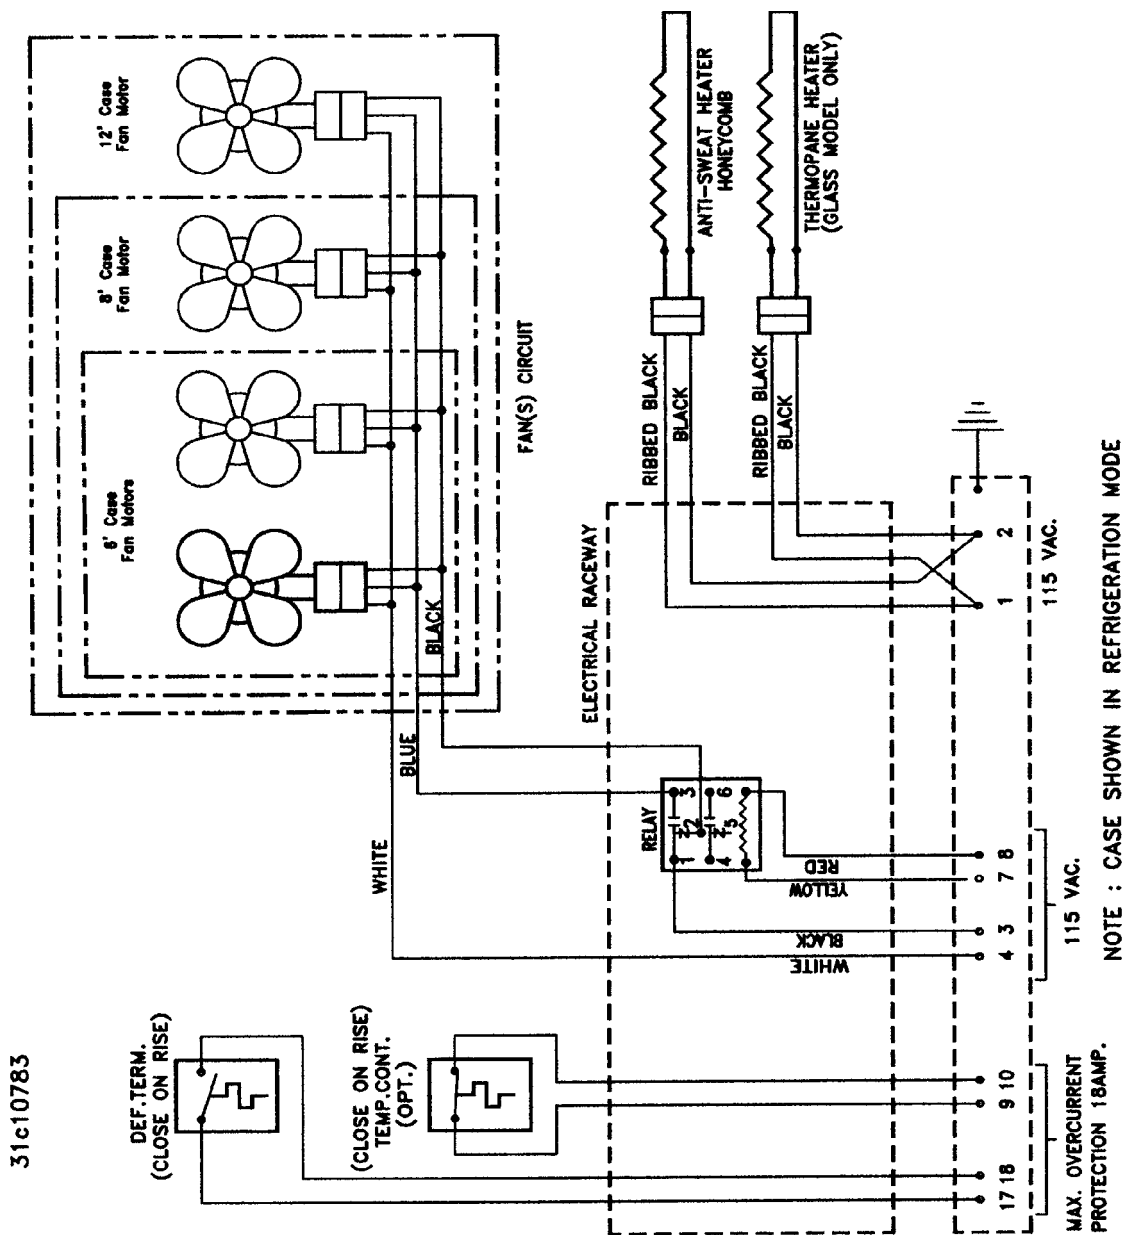 31c10783
12' Case
Fan Motor
8' Case
Fan Motor
6' Case
Fan Motors
FAN(S) CIRCUIT
WHITE
BLUE
BLACK
DEF.TERM.
(CLOSE ON RISE)
(CLOSE ON RISE)
TEMP.CONT.
(OPT.)
ELECTRICAL RACEWAY
RELAY
1
2
3
4
5
6
RIBBED BLACK
BLACK
ANTI-SWEAT HEATER
HONEYCOMB
RIBBED BLACK
BLACK
THERMOPANE HEATER
(GLASS MODEL ONLY)
WHITE
BLACK
YELLOW
RED
17 18
9 10
4 3 7 8
1 2
MAX. OVERCURRENT
PROTECTION 18AMP.
115 VAC.
115 VAC.
NOTE : CASE SHOWN IN REFRIGERATION MODE